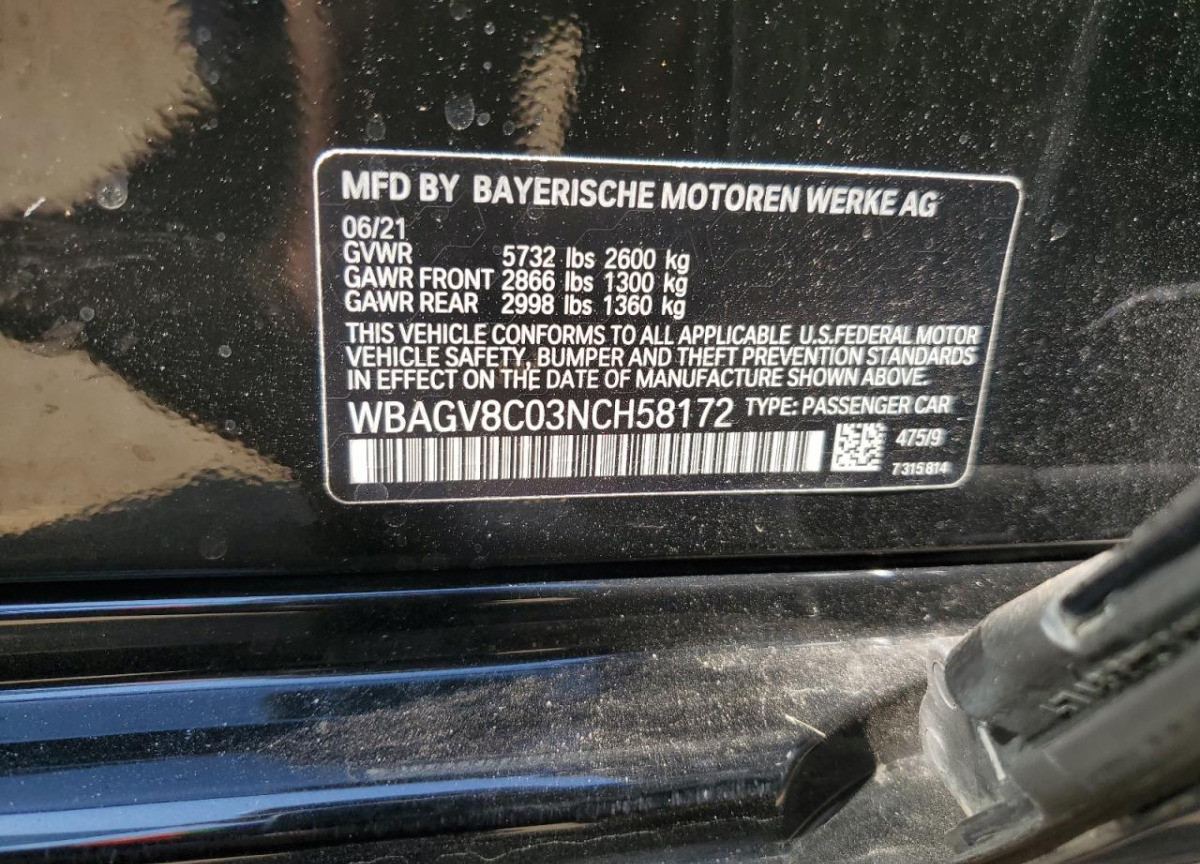 MFD BY BAYERISCHE MOTOREN WERKE AG
06/21
GVWR 5732 lbs 2600 kg
GAWR FRONT 2866 lbs 1300 kg
GAWR REAR 2998 lbs 1360 kg
THIS VEHICLE CONFORMS TO ALL APPLICABLE U.S.FEDERAL MOTOR
VEHICLE SAFETY, BUMPER AND THEFT PREVENTION STANDARDS
IN EFFECT ON THE DATE OF MANUFACTURE SHOWN ABOVE.
WBAGV8C03NCH58172 TYPE: PASSENGER CAR
475/9
7315814